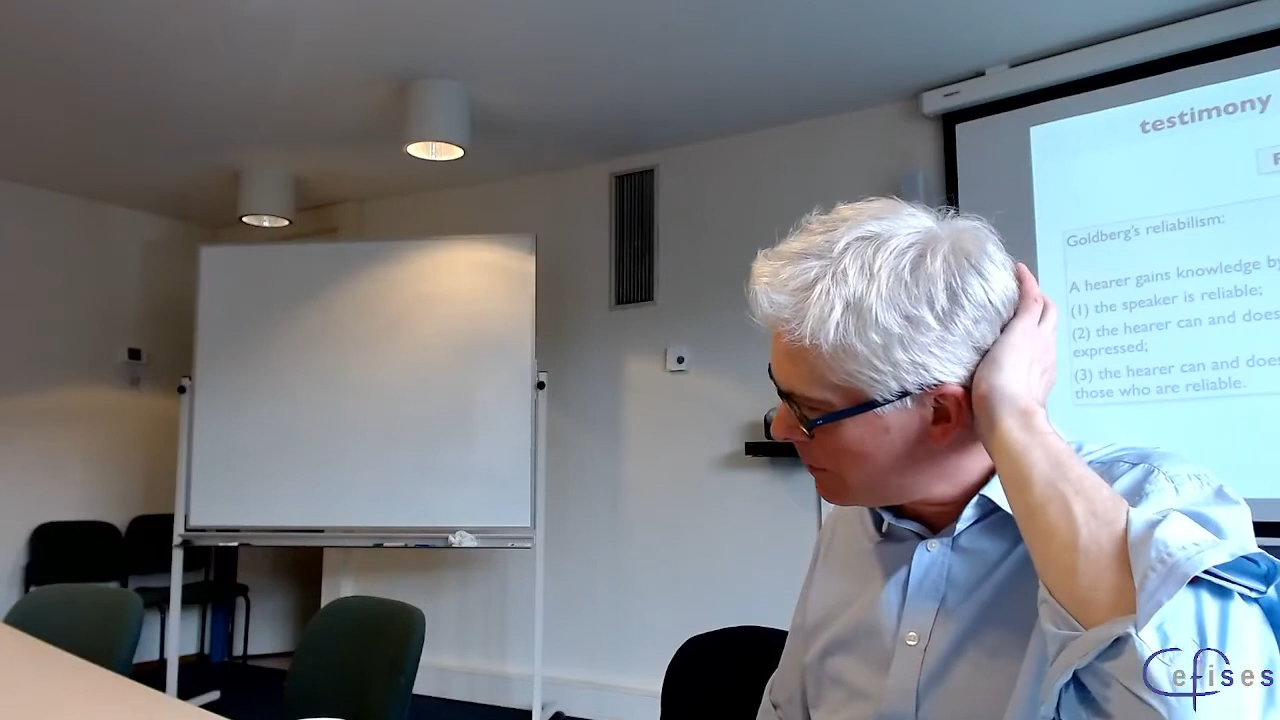 testimony
Goldberg's reliabilism:
A hearer gains knowledge by
(1) the speaker is reliable;
(2) the hearer can and does
expressed;
(3) the hearer can and does
those who are reliable.
Cefises